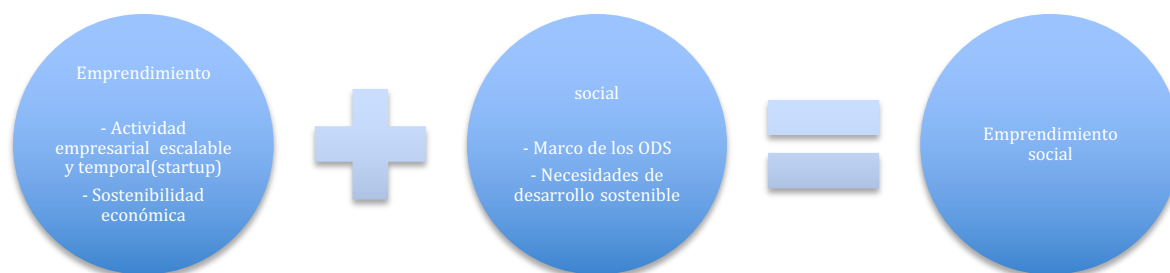 Emprendimiento
- Actividad
empresarial escalable
y temporal(startup)
- Sostenibilidad
económica
social
- Marco de los ODS
- Necesidades de
desarrollo sostenible
Emprendimiento
social